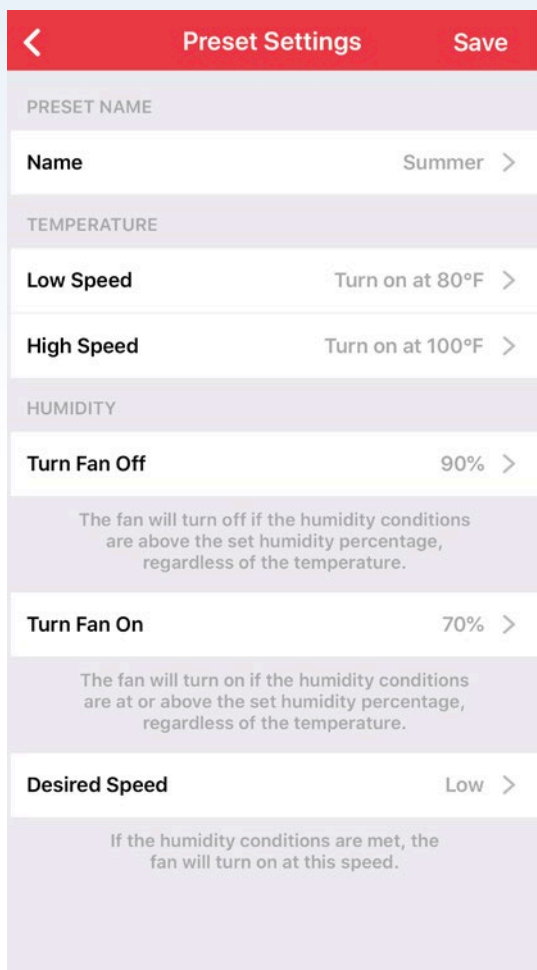 Preset Settings Save
PRESET NAME
Name Summer
TEMPERATURE
Low Speed Turn on at 80°F
High Speed Turn on at 100°F
HUMIDITY
Turn Fan Off 90%
The fan will turn off if the humidity conditions
are above the set humidity percentage,
regardless of the temperature.
Turn Fan On 70%
The fan will turn on if the humidity conditions
are at or above the set humidity percentage,
regardless of the temperature.
Desired Speed Low
If the humidity conditions are met, the
fan will turn on at this speed.